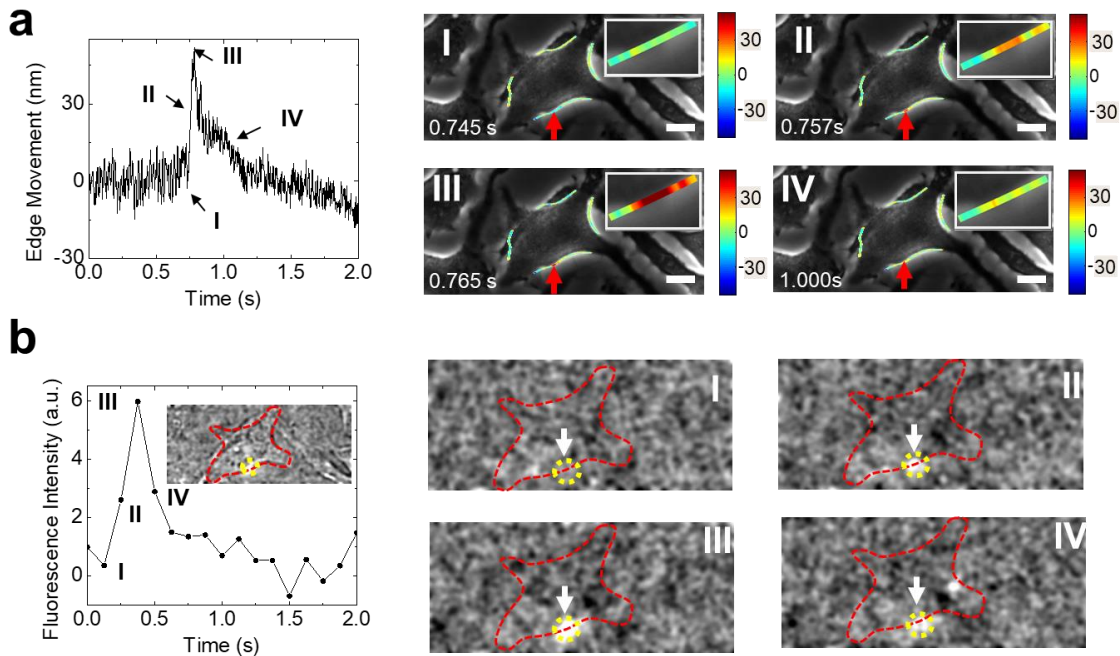 a
Edge Movement (nm)
30
0
-30
0.0 0.5 1.0 1.5 2.0
Time (s)
I
II
III
IV
I
0.745 s
30
0
-30
II
0.757s
30
0
-30
III
0.765 s
30
0
-30
IV
1.000s
30
0
-30
b
Fluorescence Intensity (a.u.)
6
4
2
0
0.0 0.5 1.0 1.5 2.0
Time (s)
III
II
IV
I
I
II
III
IV